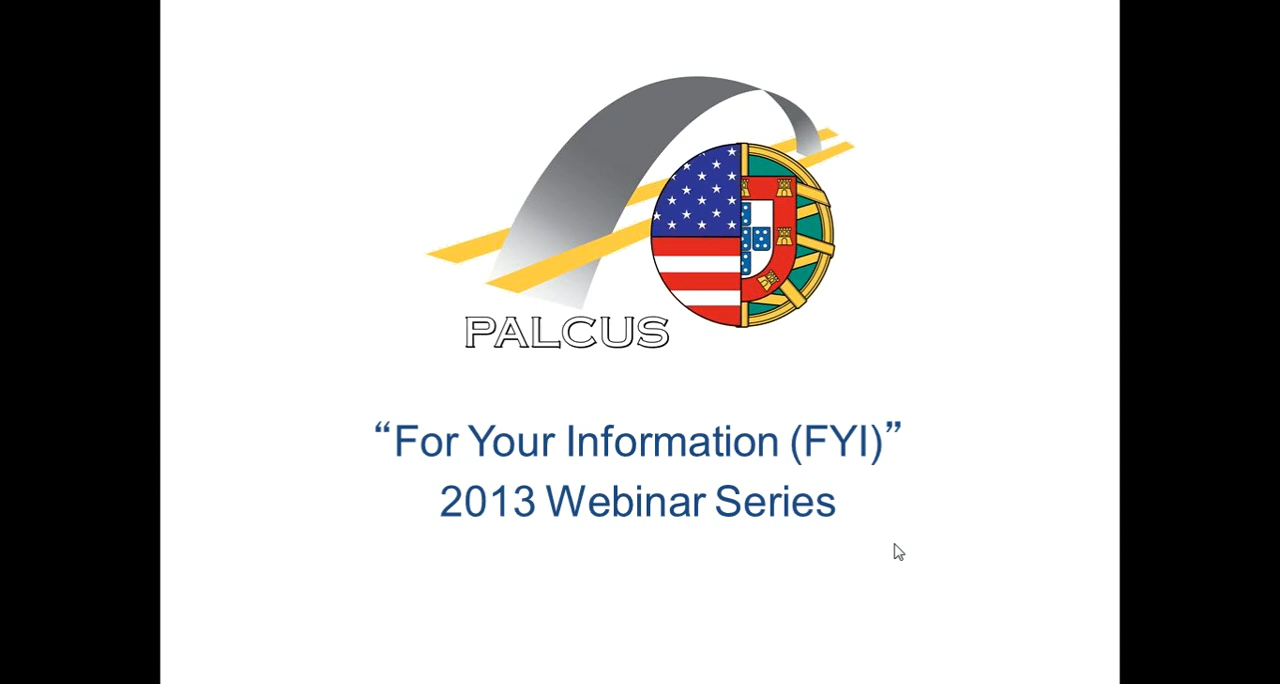 PALCUS
“For Your Information (FYI)”
2013 Webinar Series